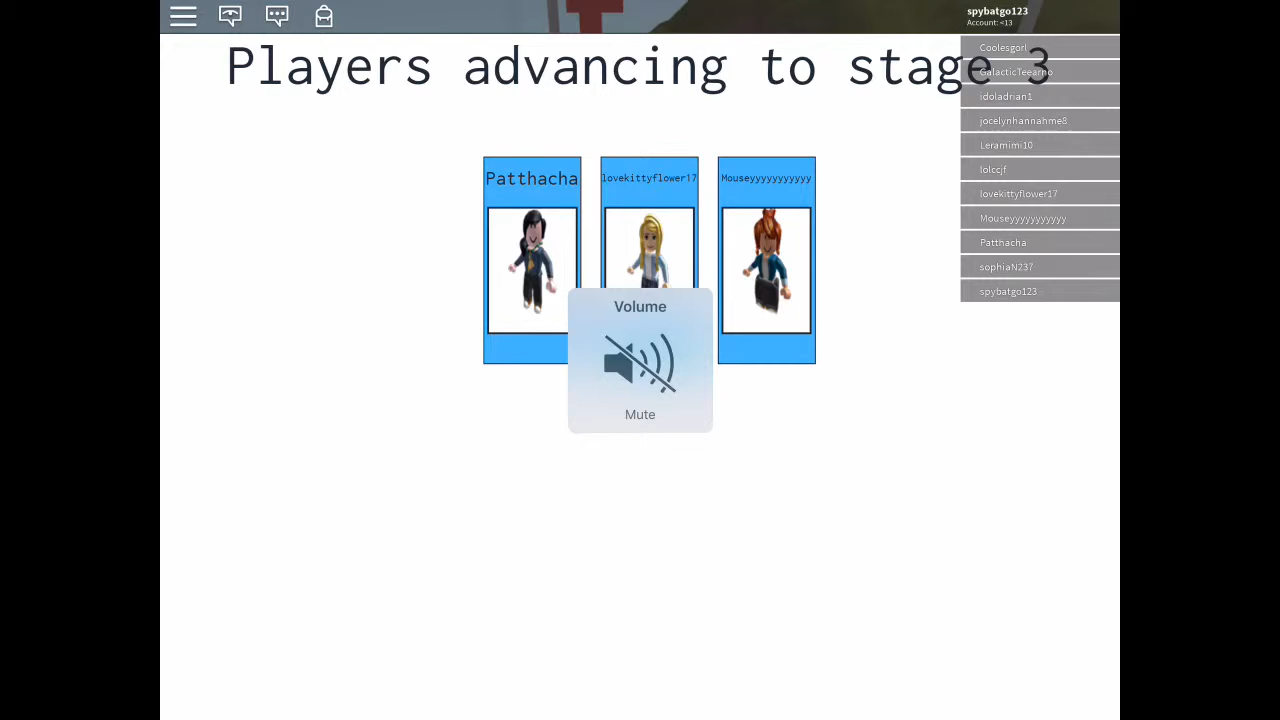 spybatgo123
Account: <13
Players advancing to stage 3
Coolesgorl
GalacticTeearho
idoladrian1
jocelynhannahme8
Leramimi10
lolccjf
lovekittyflower17
Mouseyyyyyyyyyyy
Patthacha
sophiaN237
spybatgo123
Patthacha
lovekittyflower17
Mouseyyyyyyyyyyy
Volume
Mute